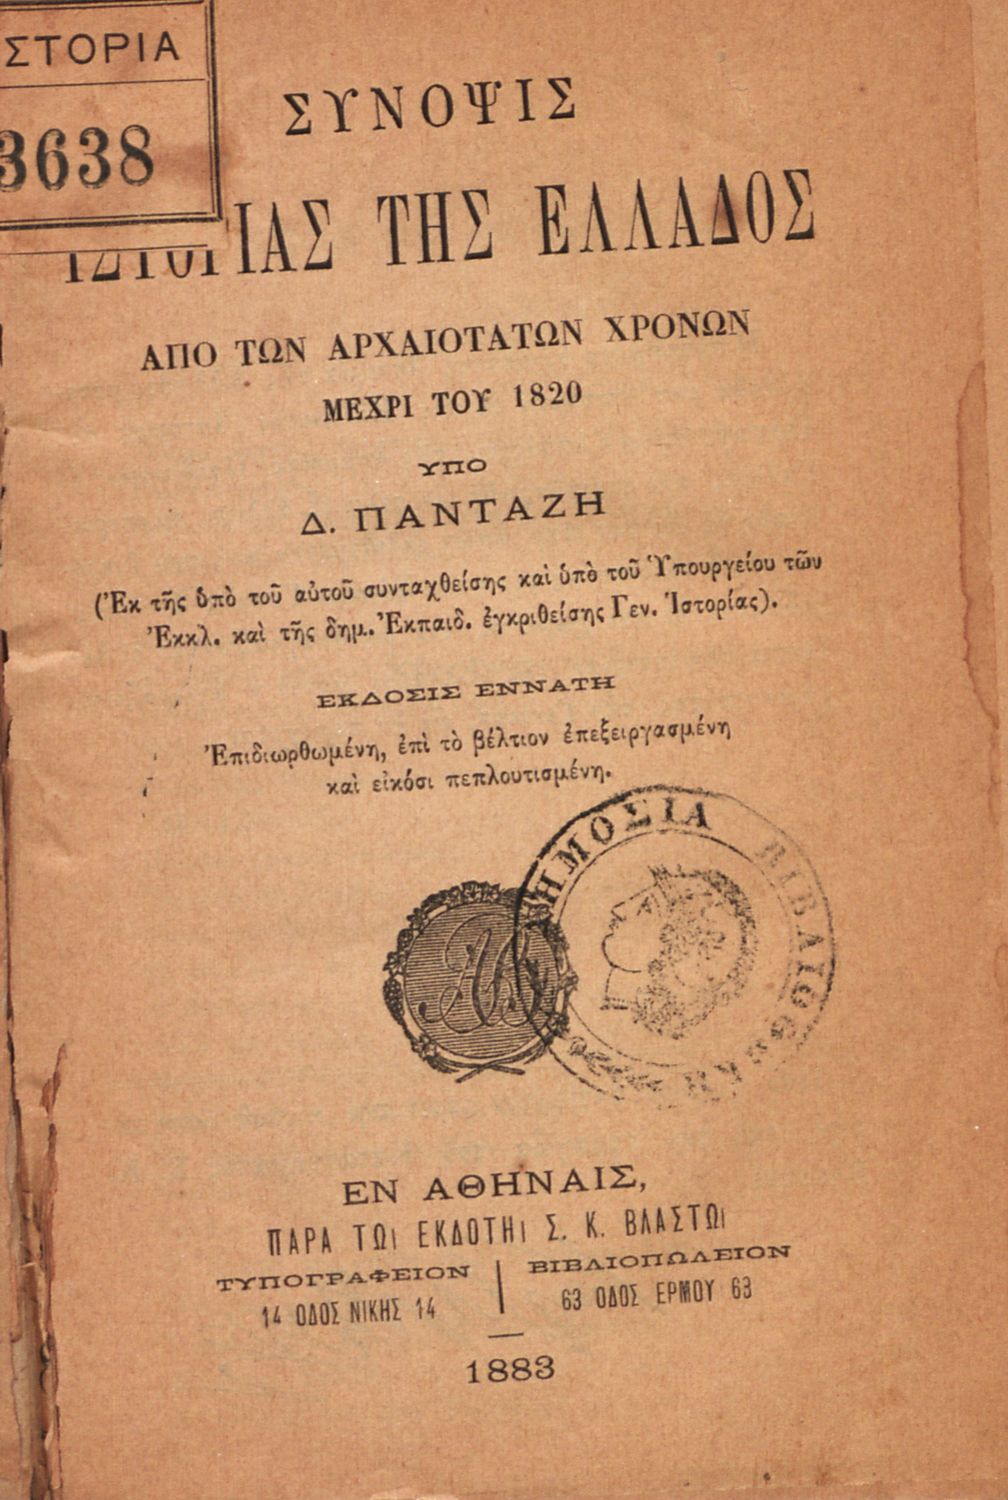 ΣΤΟΡΙΑ
3638
ΣΥΝΟΨΙΣ
ΙΣΤΟΡΙΑΣ ΤΗΣ ΕΛΛΑΔΟΣ
ΑΠΟ ΤΩΝ ΑΡΧΑΙΟΤΑΤΩΝ ΧΡΟΝΩΝ
ΜΕΧΡΙ ΤΟΥ 1820
ΥΠΟ
Δ. ΠΑΝΤΑΖΗ
(Ἐκ τῆς ὑπὸ τοῦ αὐτοῦ συνταχθείσης καὶ ὑπὸ τοῦ Ὑπουργείου τῶν
Ἐκκλ. καὶ τῆς δημ. Ἐκπαιδ. ἐγκριθείσης Γεν. Ἱστορίας).
ΕΚΔΟΣΙΣ ΕΝΝΑΤΗ
Ἐπιδιωρθωμένη, ἐπὶ τὸ βέλτιον ἐπεξειργασμένη
καὶ εἰκόσι πεπλουτισμένη.
ΔΗΜΟΣΙΑ ΒΙΒΛΙΟΘΗΚΗ
ΕΝ ΑΘΗΝΑΙΣ,
ΠΑΡΑ ΤΩΙ ΕΚΔΟΤΗΙ Σ. Κ. ΒΛΑΣΤΩΙ
ΤΥΠΟΓΡΑΦΕΙΟΝ | ΒΙΒΛΙΟΠΩΛΕΙΟΝ
14 ΟΔΟΣ ΝΙΚΗΣ 14 | 63 ΟΔΟΣ ΕΡΜΟΥ 63
1883